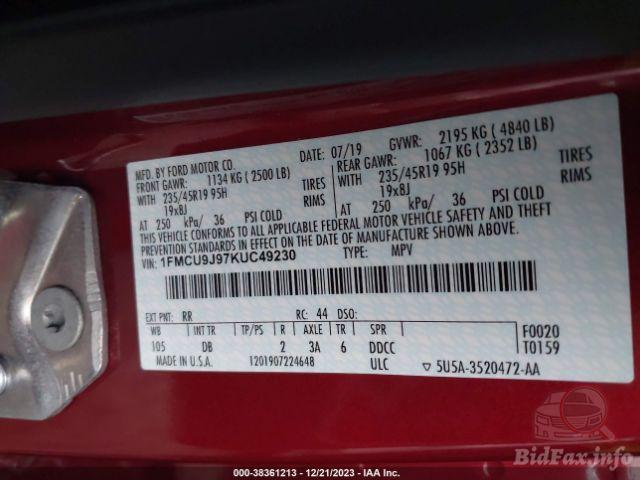 MFD. BY FORD MOTOR CO.
DATE: 07/19 GVWR: 2195 KG ( 4840 LB)
FRONT GAWR: 1134 KG ( 2500 LB) REAR GAWR: 1067 KG ( 2352 LB)
WITH 235/45R19 95H TIRES WITH 235/45R19 95H TIRES
19x8J RIMS 19x8J RIMS
AT 250 kPa/ 36 PSI COLD AT 250 kPa/ 36 PSI COLD
THIS VEHICLE CONFORMS TO ALL APPLICABLE FEDERAL MOTOR VEHICLE SAFETY AND THEFT
PREVENTION STANDARDS IN EFFECT ON THE DATE OF MANUFACTURE SHOWN ABOVE.
VIN: 1FMCU9J97KUC49230 TYPE: MPV
EXT PNT: RR RC: 44 DSO:
WB INT TR TP/PS R AXLE TR SPR F0020
105 DB 2 3A 6 DDCC T0159
MADE IN U.S.A. 1201907224648 ULC ▽ 5U5A-3520472-AA
BidFax.info
000-38361213 - 12/21/2023 - IAA Inc.